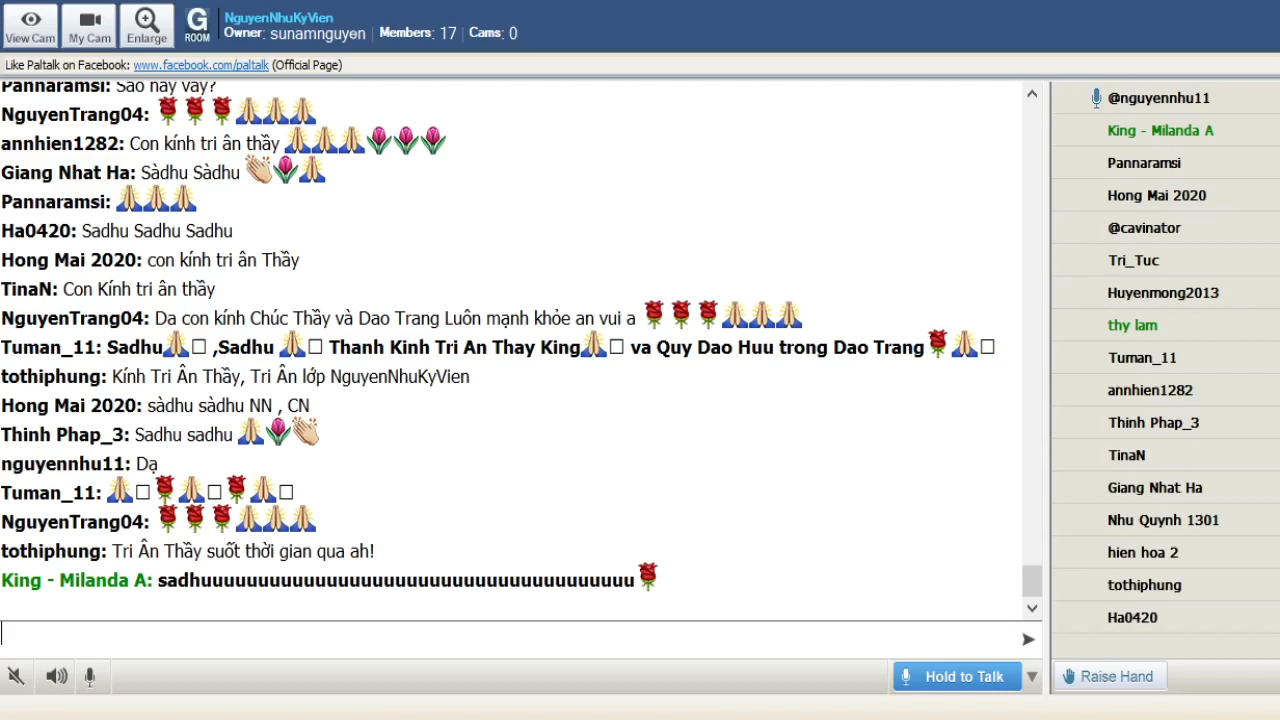 NguyenNhuKyVien
Owner: sunamnguyen | Members: 17 | Cams: 0
View Cam
My Cam
Enlarge
G ROOM
Like Paltalk on Facebook: www.facebook.com/paltalk (Official Page)
Pannaramsi: Sao nay vay?
NguyenTrang04: 🌹🌹🌹🙏🙏🙏
annhien1282: Con kính tri ân thầy 🙏🙏🙏🌷🌷🌷
Giang Nhat Ha: Sàdhu Sàdhu 👏🌷🙏
Pannaramsi: 🙏🙏🙏
Ha0420: Sadhu Sadhu Sadhu
Hong Mai 2020: con kính tri ân Thầy
TinaN: Con Kính tri ân thầy
NguyenTrang04: Da con kính Chúc Thầy và Dao Trang Luôn mạnh khỏe an vui a 🌹🌹🌹🙏🙏🙏
Tuman_11: Sadhu🙏□ ,Sadhu 🙏□ Thanh Kinh Tri An Thay King🙏□ va Quy Dao Huu trong Dao Trang🌹🙏□
tothiphung: Kính Tri Ân Thầy, Tri Ân lớp NguyenNhuKyVien
Hong Mai 2020: sàdhu sàdhu NN , CN
Thinh Phap_3: Sadhu sadhu 🙏🌷👏
nguyennhu11: Dạ
Tuman_11: 🙏□🌹🙏□🌹🙏□
NguyenTrang04: 🌹🌹🌹🙏🙏🙏
tothiphung: Tri Ân Thầy suốt thời gian qua ah!
King - Milanda A: sadhuuuuuuuuuuuuuuuuuuuuuuuuuuuuuuuuuuuuuu🌹
Hold to Talk
@nguyennhu11
King - Milanda A
Pannaramsi
Hong Mai 2020
@cavinator
Tri_Tuc
Huyenmong2013
thy lam
Tuman_11
annhien1282
Thinh Phap_3
TinaN
Giang Nhat Ha
Nhu Quynh 1301
hien hoa 2
tothiphung
Ha0420
Raise Hand